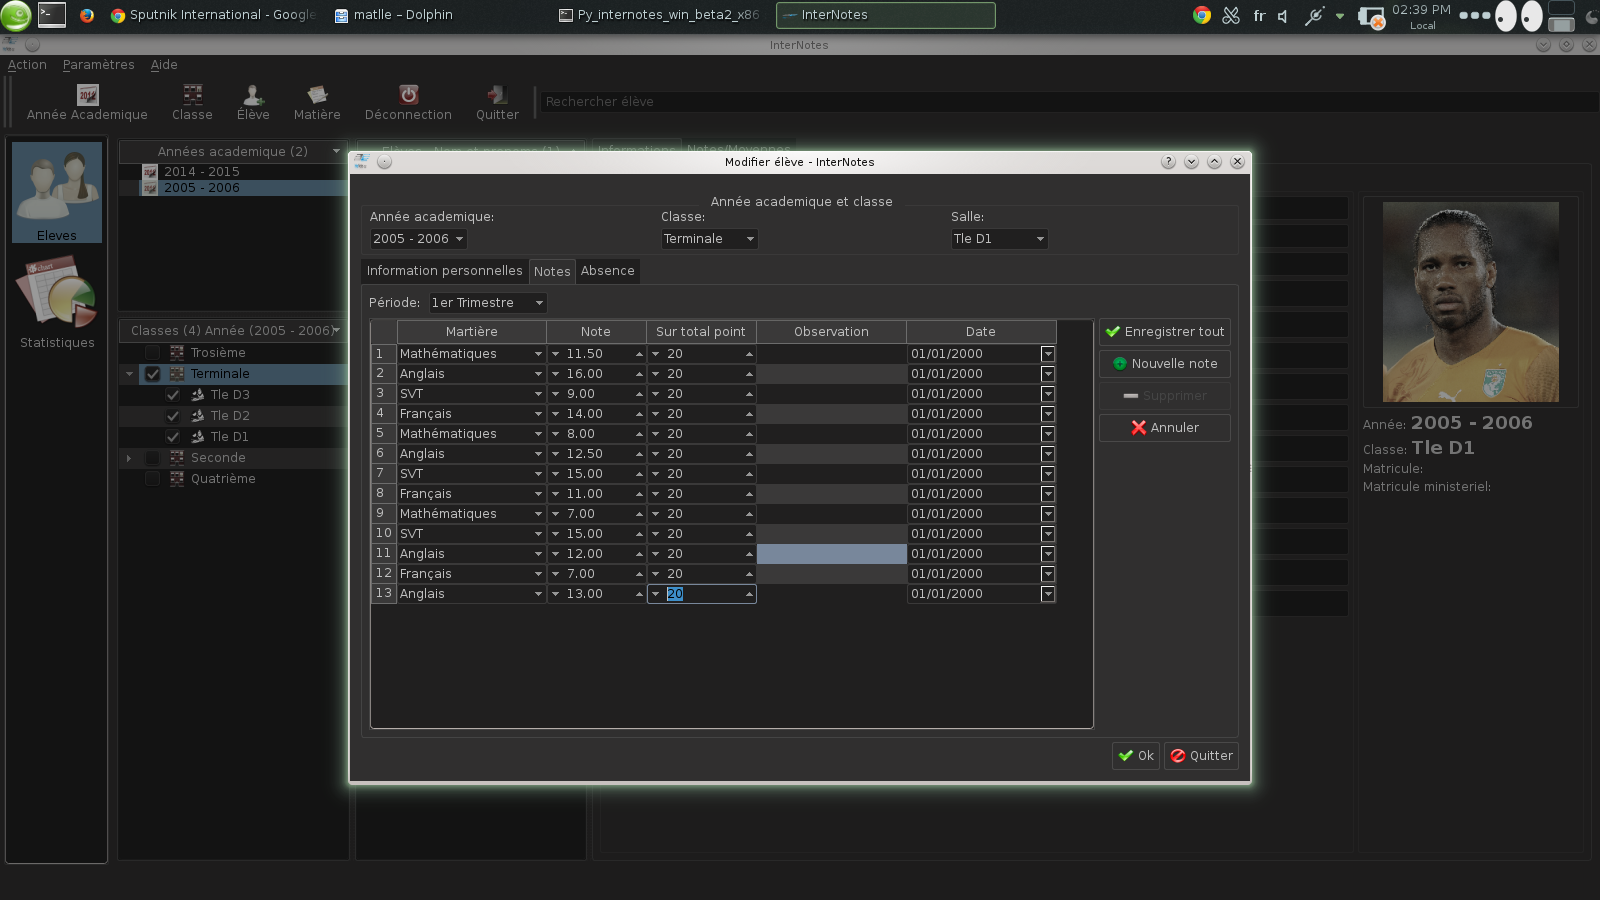 Sputnik International - Google
matlle – Dolphin
Py_internotes_win_beta2_x86
InterNotes
fr
02:39 PM
Local
InterNotes
Action Paramètres Aide
Année Academique
Classe
Élève
Matière
Déconnection
Quitter
Rechercher élève
Eleves
Statistiques
Années academique (2)
2014 - 2015
2005 - 2006
Classes (4) Année (2005 - 2006)
Trosième
Terminale
Tle D3
Tle D2
Tle D1
Seconde
Quatrième
Elèves - Nom et prenoms (1)
Informations Notes/Moyennes
Modifier élève - InterNotes
Année academique et classe
Année academique: Classe: Salle:
2005 - 2006 Terminale Tle D1
Information personnelles Notes Absence
Période: 1er Trimestre
Martière Note Sur total point Observation Date
1 Mathématiques 11.50 20 01/01/2000
2 Anglais 16.00 20 01/01/2000
3 SVT 9.00 20 01/01/2000
4 Français 14.00 20 01/01/2000
5 Mathématiques 8.00 20 01/01/2000
6 Anglais 12.50 20 01/01/2000
7 SVT 15.00 20 01/01/2000
8 Français 11.00 20 01/01/2000
9 Mathématiques 7.00 20 01/01/2000
10 SVT 15.00 20 01/01/2000
11 Anglais 12.00 20 01/01/2000
12 Français 7.00 20 01/01/2000
13 Anglais 13.00 20 01/01/2000
Enregistrer tout
Nouvelle note
Supprimer
Annuler
Ok
Quitter
Année: 2005 - 2006
Classe: Tle D1
Matricule:
Matricule ministeriel: